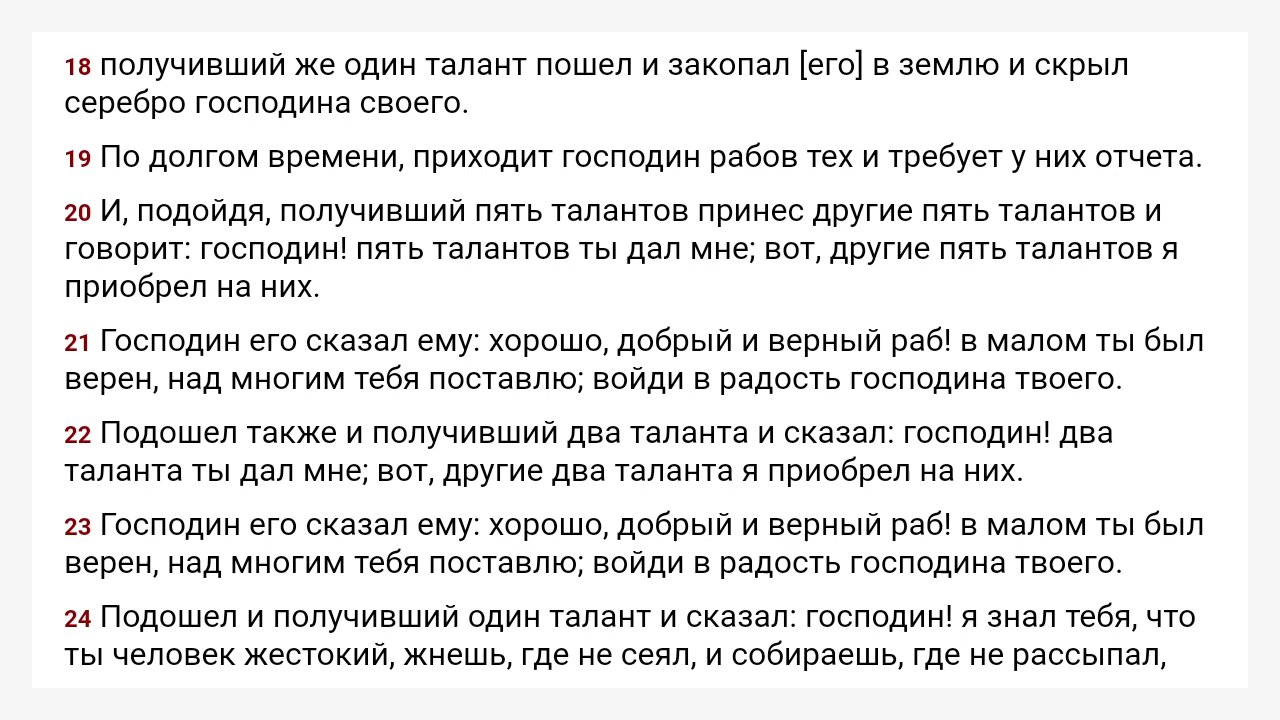 18 получивший же один талант пошел и закопал [его] в землю и скрыл
серебро господина своего.
19 По долгом времени, приходит господин рабов тех и требует у них отчета.
20 И, подойдя, получивший пять талантов принес другие пять талантов и
говорит: господин! пять талантов ты дал мне; вот, другие пять талантов я
приобрел на них.
21 Господин его сказал ему: хорошо, добрый и верный раб! в малом ты был
верен, над многим тебя поставлю; войди в радость господина твоего.
22 Подошел также и получивший два таланта и сказал: господин! два
таланта ты дал мне; вот, другие два таланта я приобрел на них.
23 Господин его сказал ему: хорошо, добрый и верный раб! в малом ты был
верен, над многим тебя поставлю; войди в радость господина твоего.
24 Подошел и получивший один талант и сказал: господин! я знал тебя, что
ты человек жестокий, жнешь, где не сеял, и собираешь, где не рассыпал,